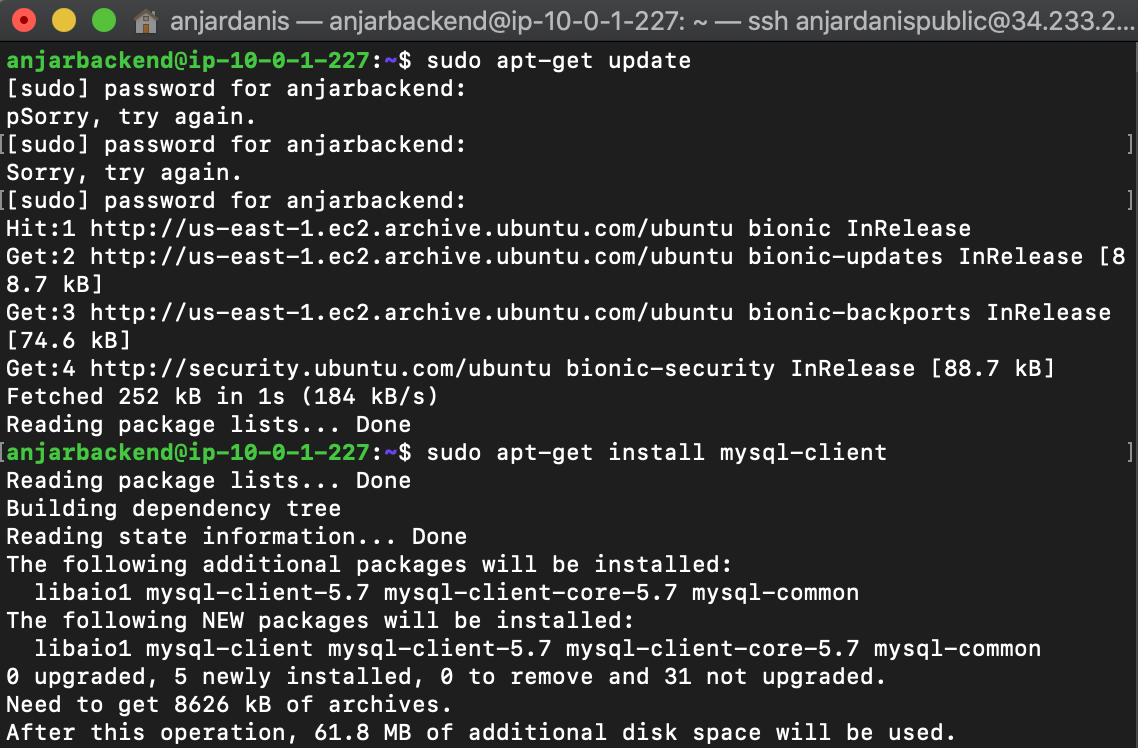 anjardanis — anjarbackend@ip-10-0-1-227: ~ — ssh anjardanispublic@34.233.2...
anjarbackend@ip-10-0-1-227:~$ sudo apt-get update
[sudo] password for anjarbackend:
pSorry, try again.
[[sudo] password for anjarbackend: ]
Sorry, try again.
[[sudo] password for anjarbackend: ]
Hit:1 http://us-east-1.ec2.archive.ubuntu.com/ubuntu bionic InRelease
Get:2 http://us-east-1.ec2.archive.ubuntu.com/ubuntu bionic-updates InRelease [8
8.7 kB]
Get:3 http://us-east-1.ec2.archive.ubuntu.com/ubuntu bionic-backports InRelease
[74.6 kB]
Get:4 http://security.ubuntu.com/ubuntu bionic-security InRelease [88.7 kB]
Fetched 252 kB in 1s (184 kB/s)
Reading package lists... Done
[anjarbackend@ip-10-0-1-227:~$ sudo apt-get install mysql-client ]
Reading package lists... Done
Building dependency tree
Reading state information... Done
The following additional packages will be installed:
  libaio1 mysql-client-5.7 mysql-client-core-5.7 mysql-common
The following NEW packages will be installed:
  libaio1 mysql-client mysql-client-5.7 mysql-client-core-5.7 mysql-common
0 upgraded, 5 newly installed, 0 to remove and 31 not upgraded.
Need to get 8626 kB of archives.
After this operation, 61.8 MB of additional disk space will be used.